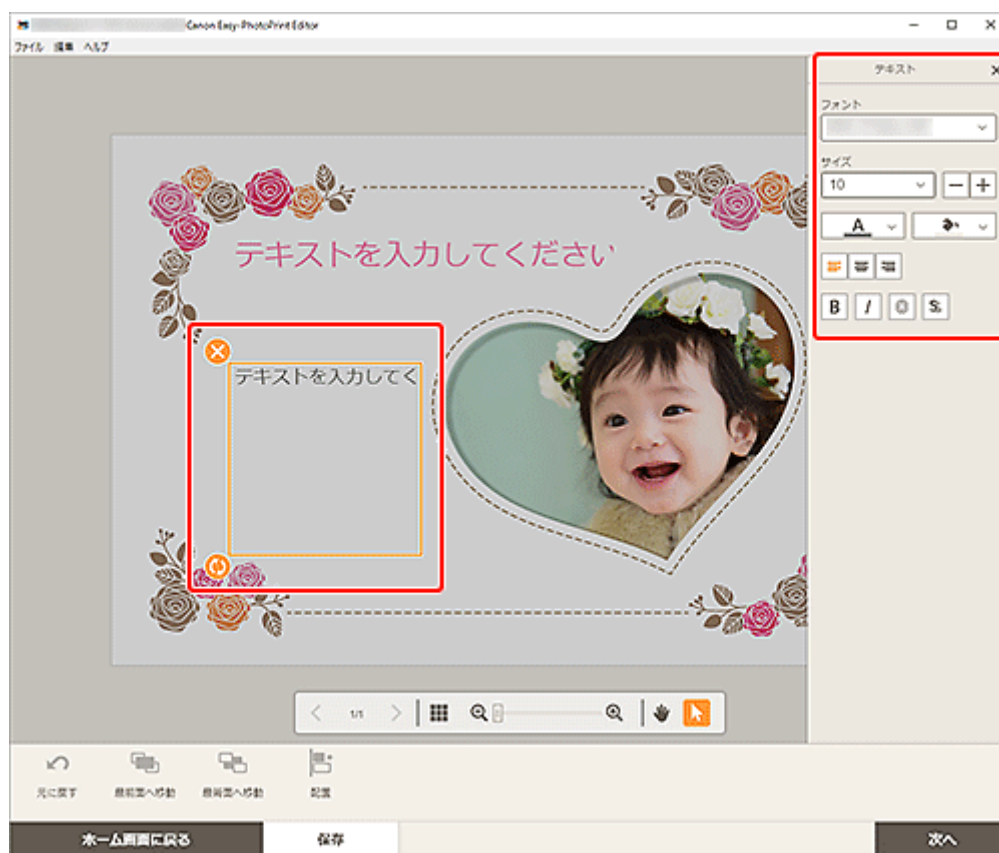 Canon Easy-PhotoPrint Editor
ファイル 編集 ヘルプ
テキスト
フォント
サイズ
10
A
B I O S
テキストを入力してください
テキストを入力してく
1/1
元に戻す 最前面へ移動 最背面へ移動 配置
ホーム画面に戻る 保存 次へ